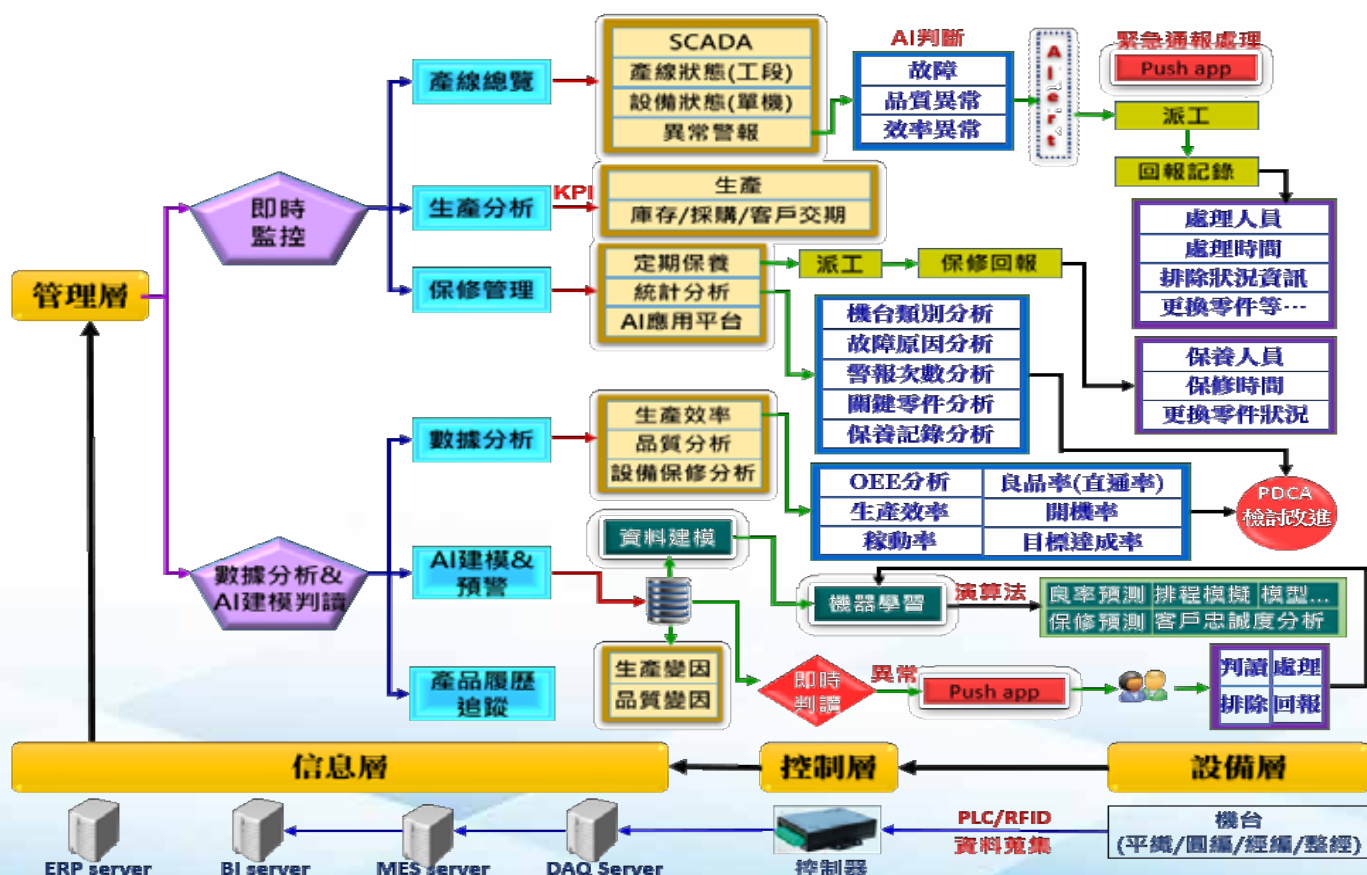 SCADA
產線狀態(工段)
設備狀態(單機)
異常警報
AI判斷
故障
品質異常
效率異常
Alert
緊急通報處理
Push app
派工
回報記錄
處理人員
處理時間
排除狀況資訊
更換零件等…
產線總覽
即時
監控
生產分析
KPI
生產
庫存/採購/客戶交期
保修管理
定期保養
統計分析
AI應用平台
派工
保修回報
保養人員
保修時間
更換零件狀況
管理層
機台類別分析
故障原因分析
警報次數分析
關鍵零件分析
保養記錄分析
數據分析
生產效率
品質分析
設備保修分析
OEE分析
良品率(直通率)
生產效率
開機率
稼動率
目標達成率
PDCA
檢討改進
數據分析&
AI建模判讀
AI建模&
預警
資料建模
機器學習
演算法
良率預測
排程模擬
模型...
保修預測
客戶忠誠度分析
生產變因
品質變因
即時
判讀
異常
Push app
判讀
處理
排除
回報
產品履歷
追蹤
信息層
控制層
設備層
ERP server
BI server
MES server
DAQ Server
控制器
PLC/RFID
資料蒐集
機台
(平織/圓編/經編/整經)